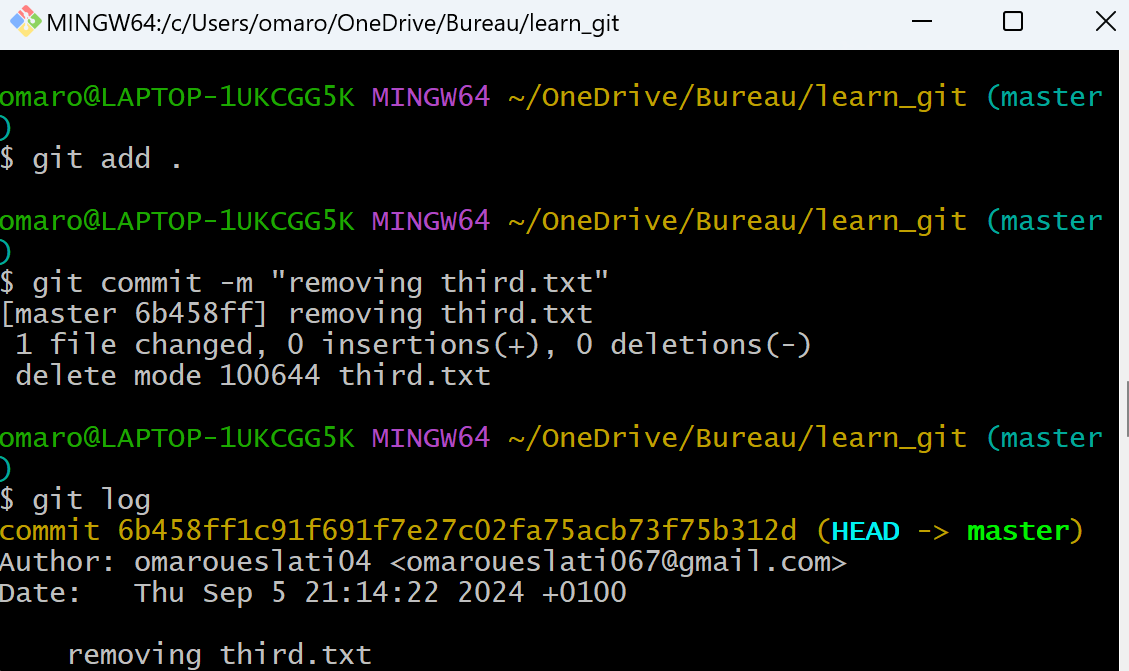 MINGW64:/c/Users/omaro/OneDrive/Bureau/learn_git
omaro@LAPTOP-1UKCGG5K MINGW64 ~/OneDrive/Bureau/learn_git (master
)
$ git add .
omaro@LAPTOP-1UKCGG5K MINGW64 ~/OneDrive/Bureau/learn_git (master
)
$ git commit -m "removing third.txt"
[master 6b458ff] removing third.txt
 1 file changed, 0 insertions(+), 0 deletions(-)
 delete mode 100644 third.txt
omaro@LAPTOP-1UKCGG5K MINGW64 ~/OneDrive/Bureau/learn_git (master
)
$ git log
commit 6b458ff1c91f691f7e27c02fa75acb73f75b312d (HEAD -> master)
Author: omaroueslati04 <omaroueslati067@gmail.com>
Date:   Thu Sep 5 21:14:22 2024 +0100
    removing third.txt